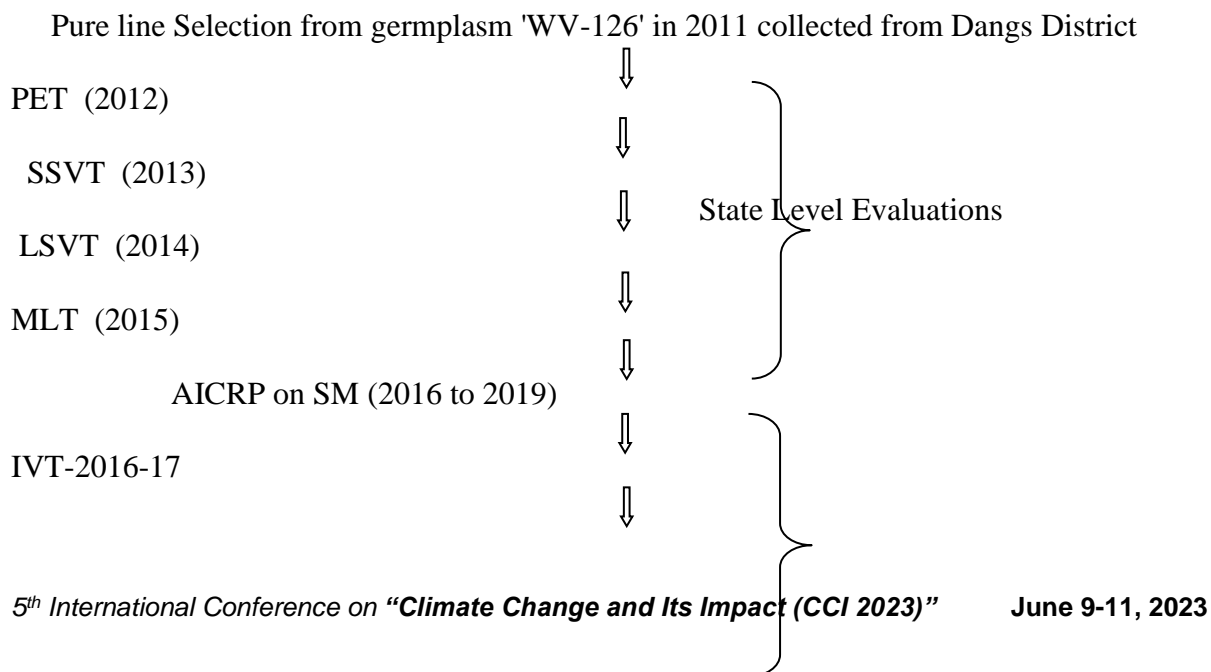 Pure line Selection from germplasm 'WV-126' in 2011 collected from Dangs District
PET (2012)
SSVT (2013)
State Level Evaluations
LSVT (2014)
MLT (2015)
AICRP on SM (2016 to 2019)
IVT-2016-17
5th International Conference on “Climate Change and Its Impact (CCI 2023)” June 9-11, 2023